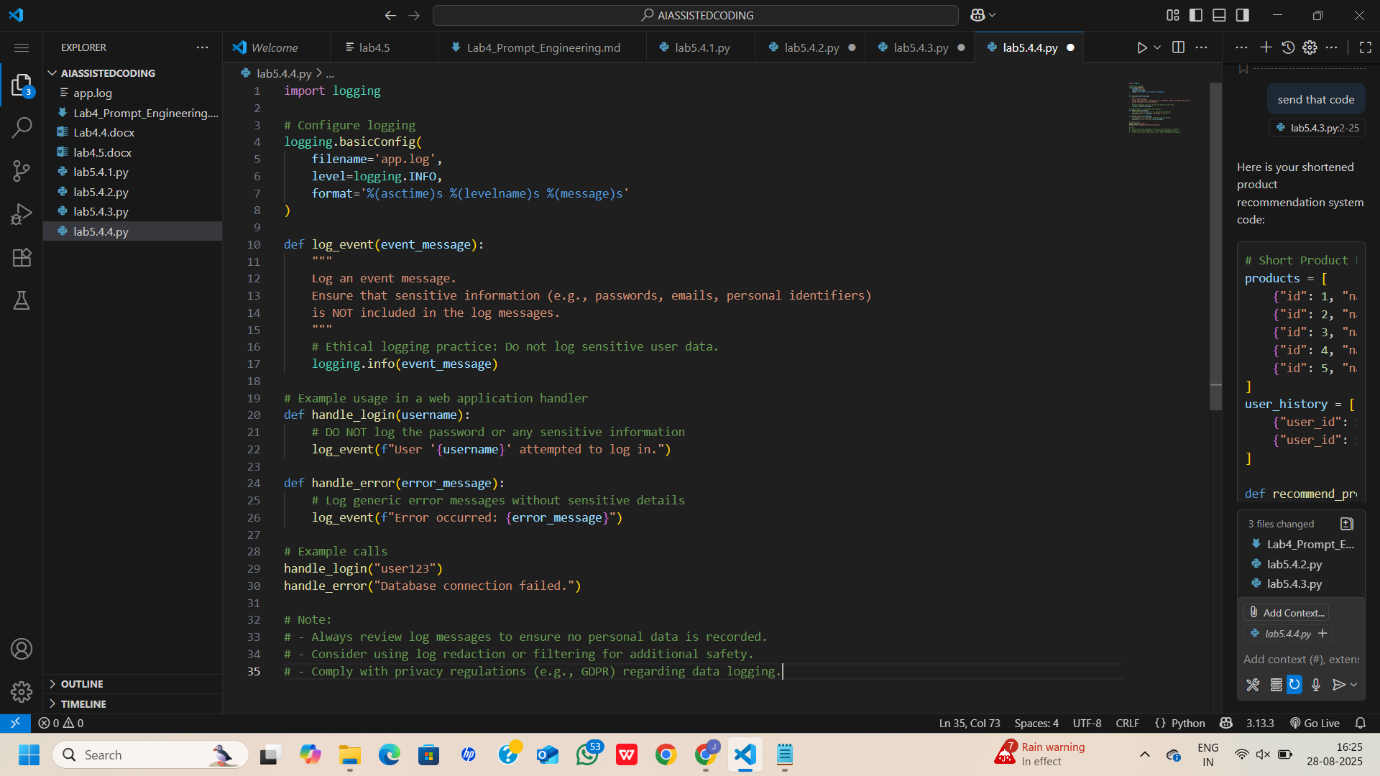 AIASSISTEDCODING
EXPLORER
Welcome
lab4.5
Lab4_Prompt_Engineering.md
lab5.4.1.py
lab5.4.2.py
lab5.4.3.py
lab5.4.4.py
AIASSISTEDCODING
app.log
Lab4_Prompt_Engineering....
Lab4.4.docx
lab4.5.docx
lab5.4.1.py
lab5.4.2.py
lab5.4.3.py
lab5.4.4.py
3
OUTLINE
TIMELINE
lab5.4.4.py > ...
1 import logging
2
3 # Configure logging
4 logging.basicConfig(
5 filename='app.log',
6 level=logging.INFO,
7 format='%(asctime)s %(levelname)s %(message)s'
8 )
9
10 def log_event(event_message):
11 """
12 Log an event message.
13 Ensure that sensitive information (e.g., passwords, emails, personal identifiers)
14 is NOT included in the log messages.
15 """
16 # Ethical logging practice: Do not log sensitive user data.
17 logging.info(event_message)
18
19 # Example usage in a web application handler
20 def handle_login(username):
21 # DO NOT log the password or any sensitive information
22 log_event(f"User '{username}' attempted to log in.")
23
24 def handle_error(error_message):
25 # Log generic error messages without sensitive details
26 log_event(f"Error occurred: {error_message}")
27
28 # Example calls
29 handle_login("user123")
30 handle_error("Database connection failed.")
31
32 # Note:
33 # - Always review log messages to ensure no personal data is recorded.
34 # - Consider using log redaction or filtering for additional safety.
35 # - Comply with privacy regulations (e.g., GDPR) regarding data logging.
send that code
lab5.4.3.py:2-25
Here is your shortened
product
recommendation system
code:
# Short Product
products = [
{"id": 1, "n
{"id": 2, "n
{"id": 3, "n
{"id": 4, "n
{"id": 5, "n
]
user_history = [
{"user_id":
{"user_id":
]
def recommend_pr
3 files changed
Lab4_Prompt_E...
lab5.4.2.py
lab5.4.3.py
Add Context...
lab5.4.4.py
Add context (#), extens
0 0
Ln 35, Col 73 Spaces: 4 UTF-8 CRLF {} Python 3.13.3 Go Live
Search
53
7
Rain warning
In effect
ENG
IN
16:25
28-08-2025